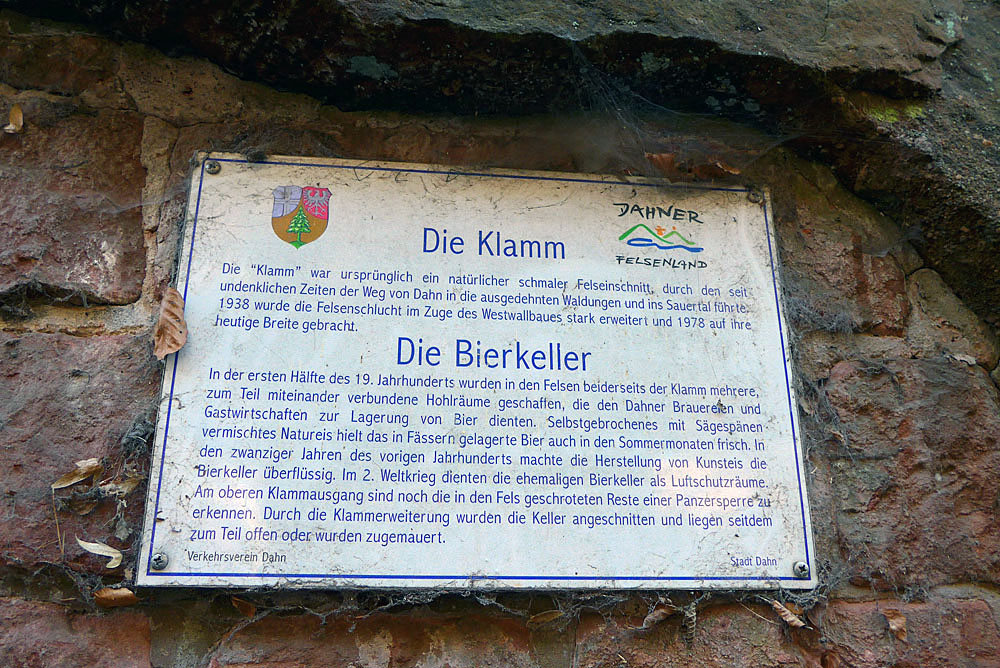 DAHNER
FELSENLAND
Die Klamm
Die "Klamm" war ursprünglich ein natürlicher schmaler Felseinschnitt, durch den seit
undenklichen Zeiten der Weg von Dahn in die ausgedehnten Waldungen und ins Sauertal führte.
1938 wurde die Felsenschlucht im Zuge des Westwallbaues stark erweitert und 1978 auf ihre
heutige Breite gebracht.
Die Bierkeller
In der ersten Hälfte des 19. Jahrhunderts wurden in den Felsen beiderseits der Klamm mehrere,
zum Teil miteinander verbundene Hohlräume geschaffen, die den Dahner Brauereien und
Gastwirtschaften zur Lagerung von Bier dienten. Selbstgebrochenes mit Sägespänen
vermischtes Natureis hielt das in Fässern gelagerte Bier auch in den Sommermonaten frisch. In
den zwanziger Jahren des vorigen Jahrhunderts machte die Herstellung von Kunsteis die
Bierkeller überflüssig. Im 2. Weltkrieg dienten die ehemaligen Bierkeller als Luftschutzräume.
Am oberen Klammausgang sind noch die in den Fels geschroteten Reste einer Panzersperre zu
erkennen. Durch die Klammerweiterung wurden die Keller angeschnitten und liegen seitdem
zum Teil offen oder wurden zugemauert.
Verkehrsverein Dahn
Stadt Dahn